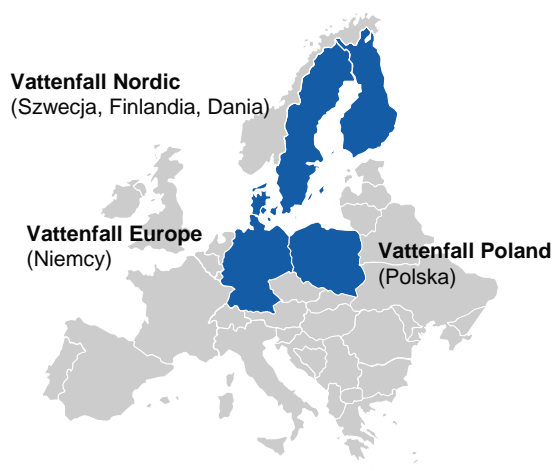 Vattenfall Nordic
(Szwecja, Finlandia, Dania)
Vattenfall Europe
(Niemcy)
Vattenfall Poland
(Polska)